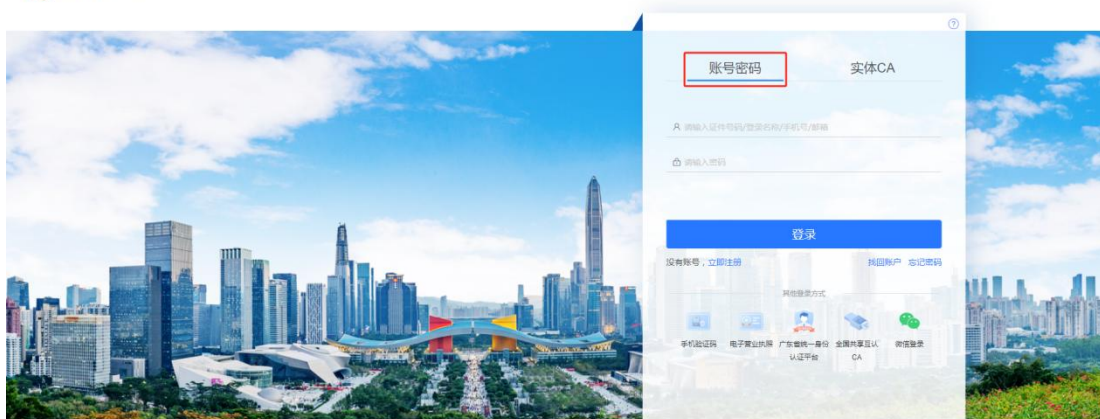 账号密码
实体CA
请输入证件号码/登录名称/手机号/邮箱
请输入密码
登录
没有账号，立即注册 找回账户 忘记密码
其他登录方式
手机验证码 电子营业执照 广东省统一身份认证平台 全国共享互认CA 微信登录